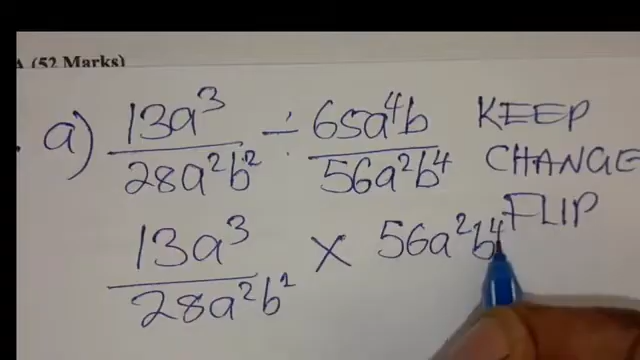 A (52 Marks)
a) 13a³/28a²b² ÷ 65a⁴b/56a²b⁴ KEEP
CHANGE
FLIP
13a³/28a²b² × 56a²b⁴